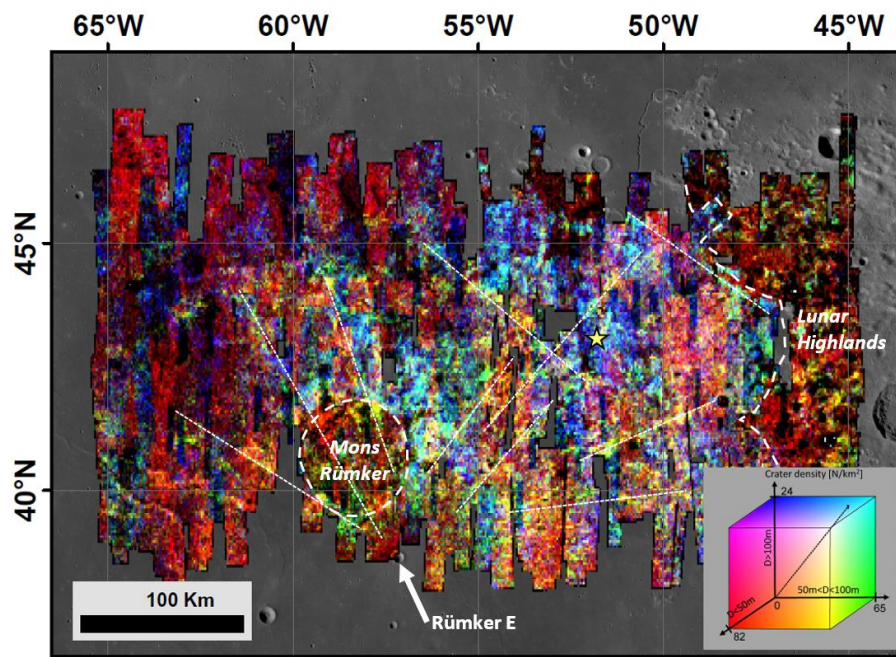 65°W 60°W 55°W 50°W 45°W
45°N
40°N
Lunar
Highlands
Mons
Rümker
100 Km
Rümker E
Crater density [N/km²]
24
D>100m
50m<D<100m
0
65
D<50m
82